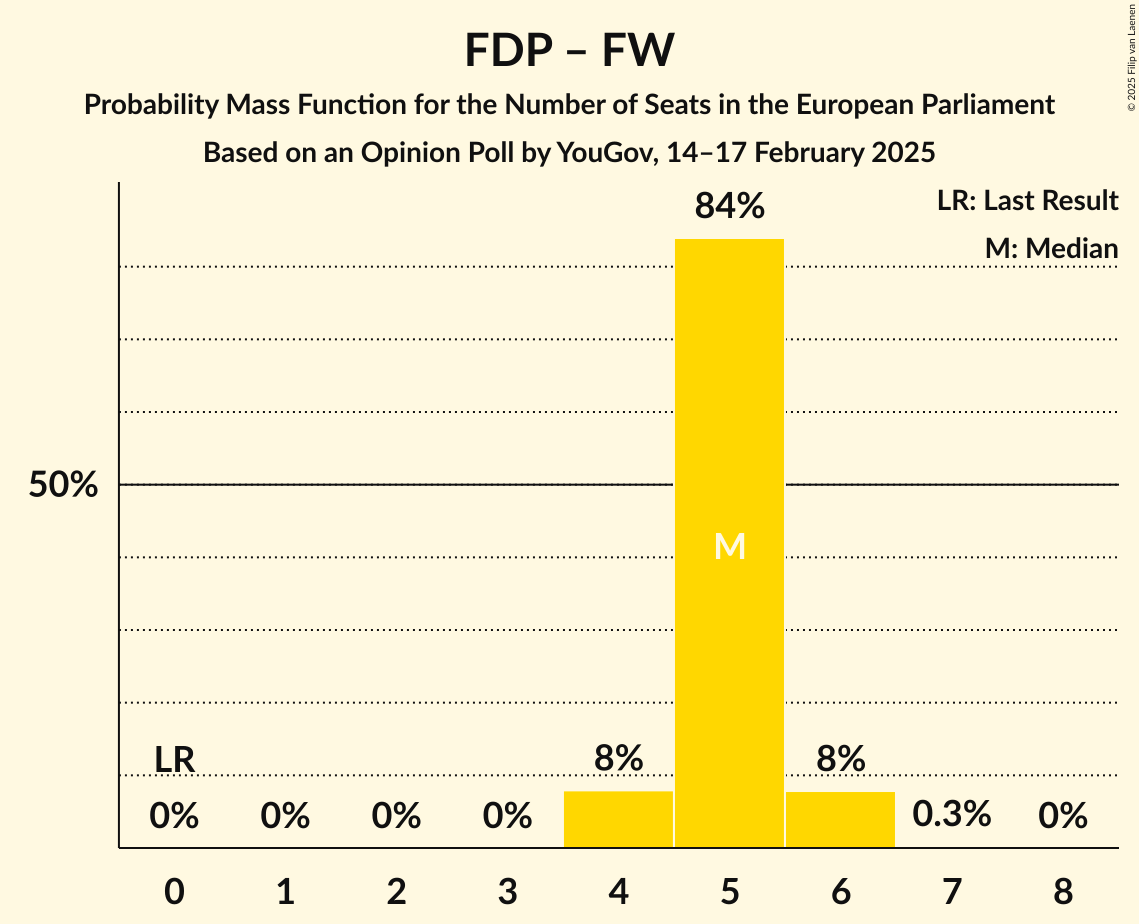 FDP – FW
Probability Mass Function for the Number of Seats in the European Parliament
Based on an Opinion Poll by YouGov, 14–17 February 2025
© 2025 Filip van Laenen
LR: Last Result
M: Median
84%
50%
M
LR
8%
8%
0%
0%
0%
0%
0.3%
0%
0 1 2 3 4 5 6 7 8